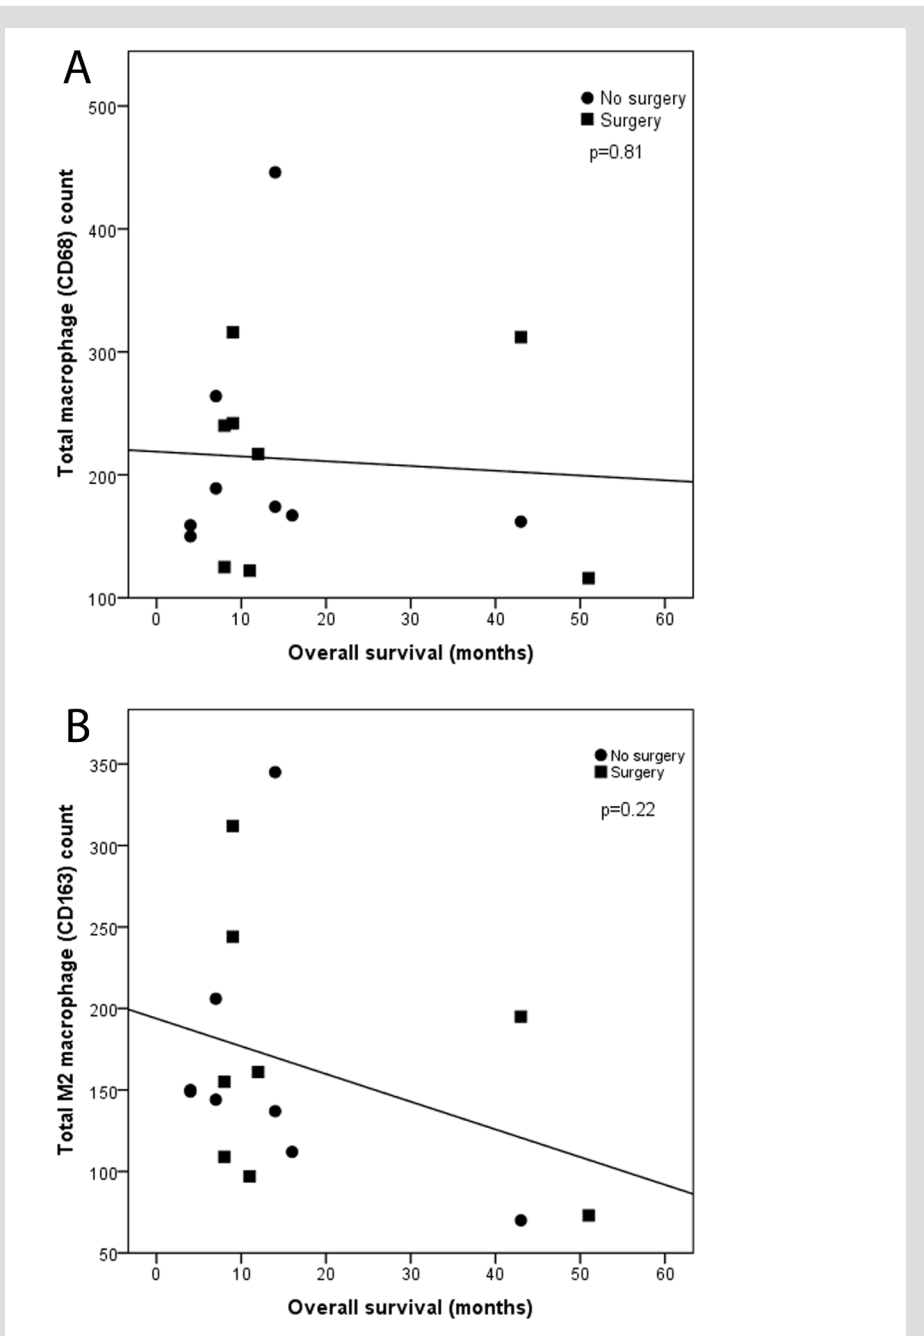 A
Total macrophage (CD68) count
500
400
300
200
100
No surgery
Surgery
p=0.81
0 10 20 30 40 50 60
Overall survival (months)
B
Total M2 macrophage (CD163) count
350
300
250
200
150
100
50
No surgery
Surgery
p=0.22
0 10 20 30 40 50 60
Overall survival (months)